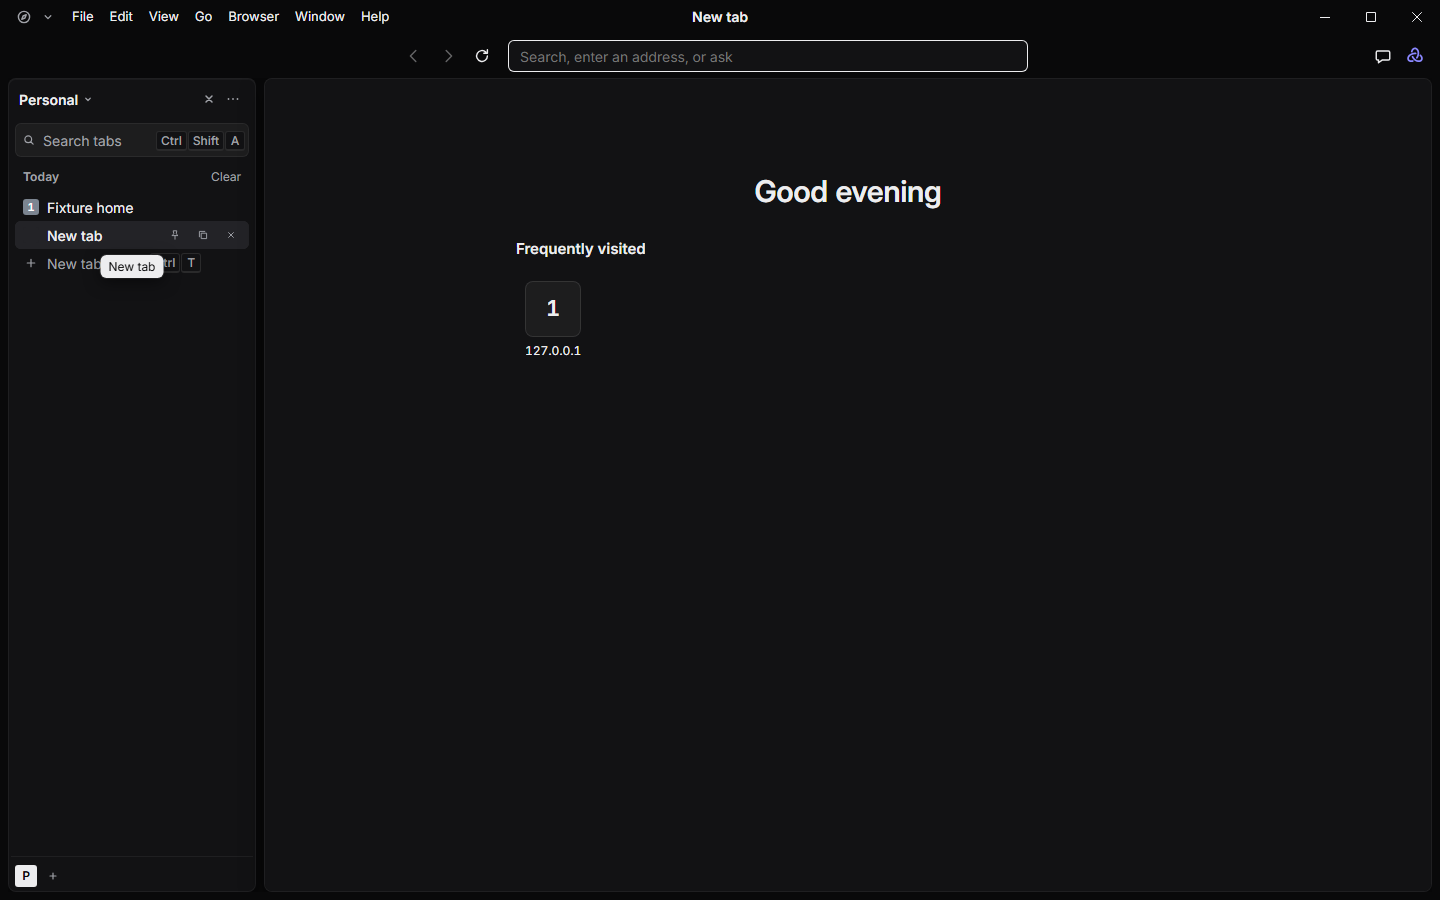 File Edit View Go Browser Window Help
New tab
Search, enter an address, or ask
Personal
Search tabs Ctrl Shift A
Today Clear
1 Fixture home
New tab
New tab
T
New tab
Good evening
Frequently visited
1
127.0.0.1
P